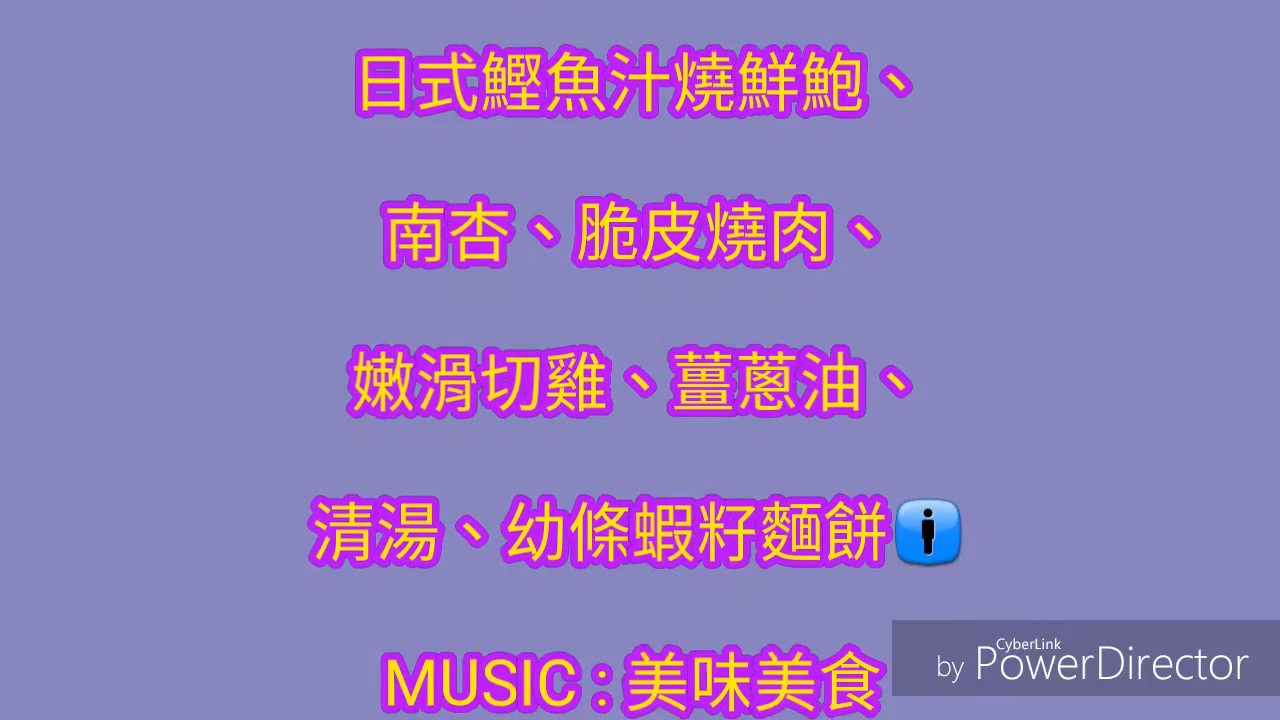 日式鰹魚汁燒鮮鮑、
南杏、脆皮燒肉、
嫩滑切雞、薑蔥油、
清湯、幼條蝦籽麵餅🚹
MUSIC : 美味美食
CyberLink
by PowerDirector